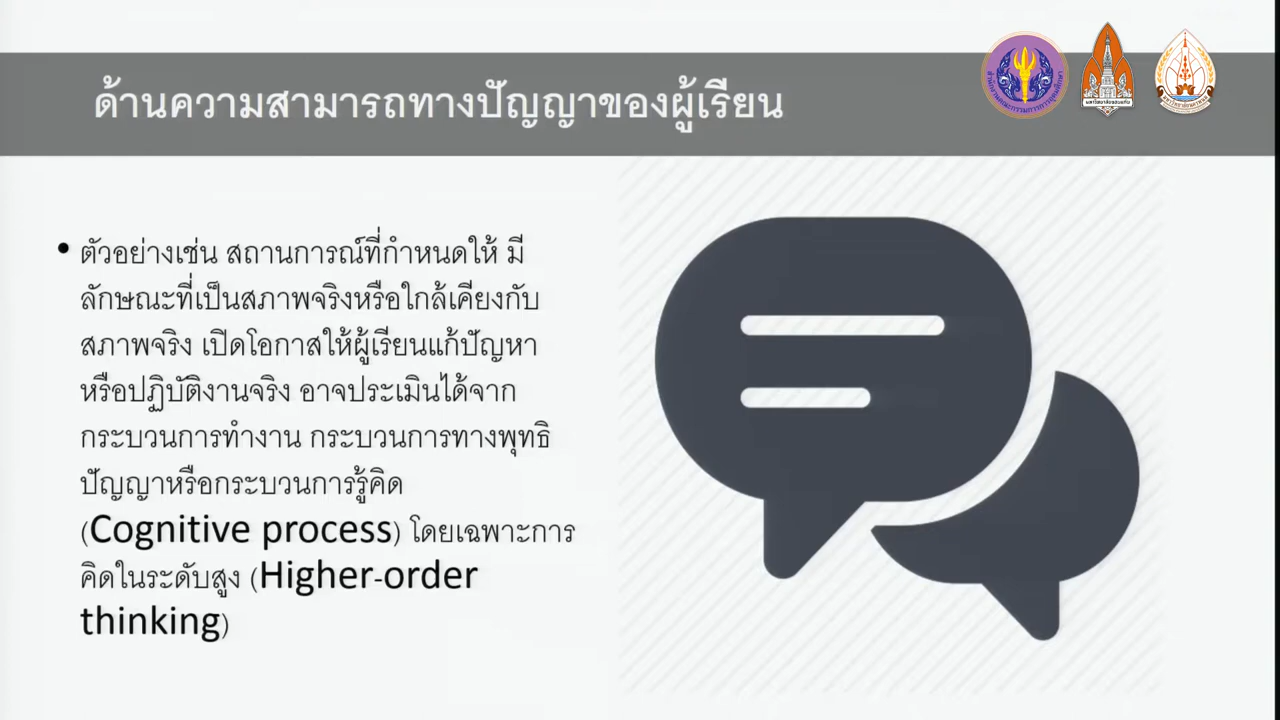 ด้านความสามารถทางปัญญาของผู้เรียน
• ตัวอย่างเช่น สถานการณ์ที่กำหนดให้ มี
ลักษณะที่เป็นสภาพจริงหรือใกล้เคียงกับ
สภาพจริง เปิดโอกาสให้ผู้เรียนแก้ปัญหา
หรือปฏิบัติงานจริง อาจประเมินได้จาก
กระบวนการทำงาน กระบวนการทางพุทธิ
ปัญญาหรือกระบวนการรู้คิด
(Cognitive process) โดยเฉพาะการ
คิดในระดับสูง (Higher-order
thinking)